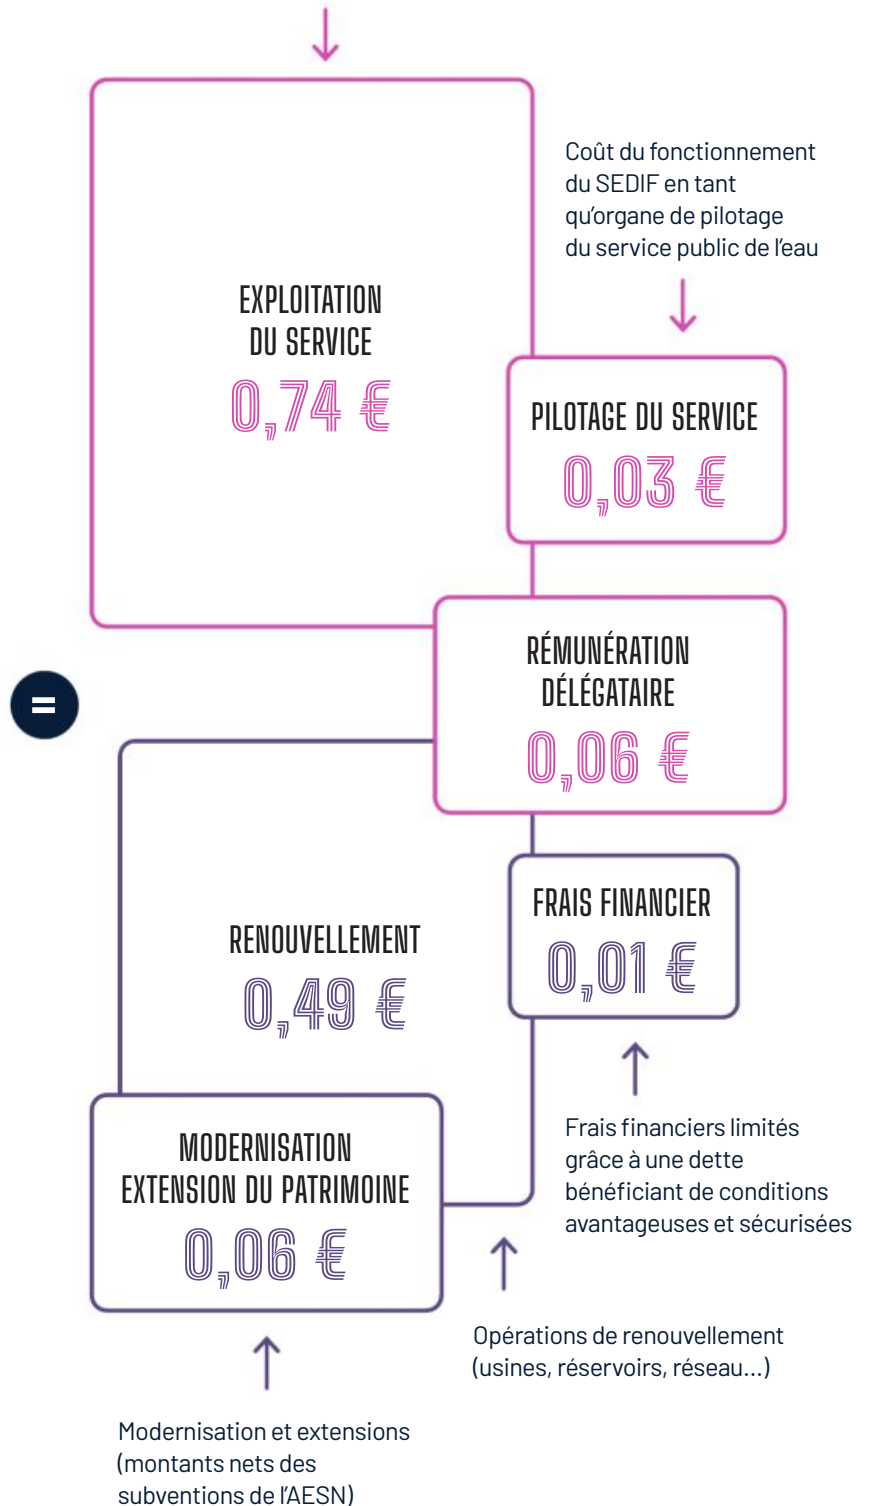 Coût du fonctionnement
du SEDIF en tant
qu'organe de pilotage
du service public de l'eau
EXPLOITATION
DU SERVICE
0,74 €
PILOTAGE DU SERVICE
0,03 €
RÉMUNÉRATION
DÉLÉGATAIRE
0,06 €
=
FRAIS FINANCIER
0,01 €
RENOUVELLEMENT
0,49 €
Frais financiers limités
grâce à une dette
bénéficiant de conditions
avantageuses et sécurisées
MODERNISATION
EXTENSION DU PATRIMOINE
0,06 €
Opérations de renouvellement
(usines, réservoirs, réseau...)
Modernisation et extensions
(montants nets des
subventions de l'AESN)